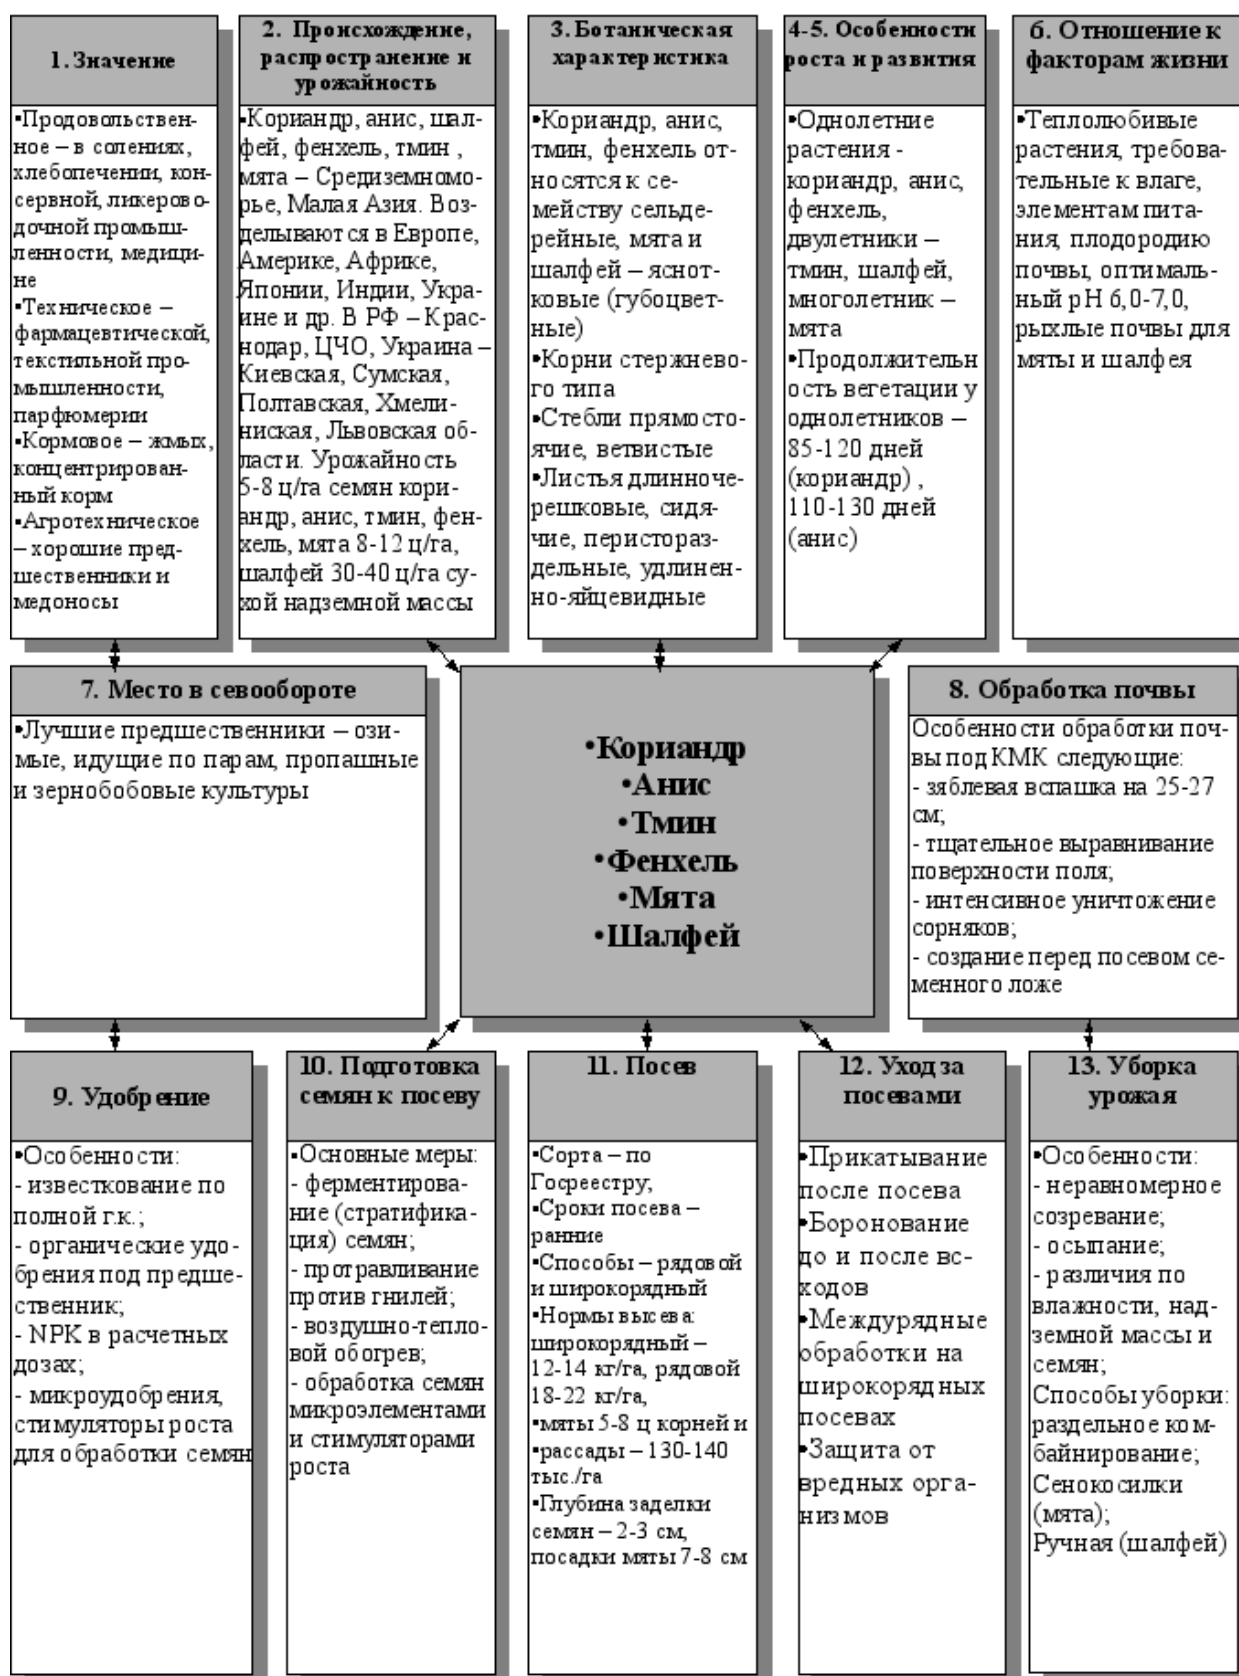 1. Значение
•Продовольствен-
ное – в солениях,
хлебопечении, кон-
сервной, ликерово-
дочной промыш-
ленности, медици-
не
•Техническое –
фармацевтической,
текстильной про-
мышленности,
парфюмерии
•Кормовое – жмых,
концентрирован-
ный корм
•Агротехническое
– хорошие пред-
шественники и
медоносы
2. Происхождение,
распространение и
урожайность
•Кориандр, анис, шал-
фей, фенхель, тмин ,
мята – Средиземномо-
рье, Малая Азия. Воз-
делываются в Европе,
Америке, Африке,
Японии, Индии, Укра-
ине и др. В РФ – Крас-
нодар, ЦЧО, Украина –
Киевская, Сумская,
Полтавская, Хмели-
ниская, Львовская об-
ласти. Урожайность
5-8 ц/га семян кори-
андр, анис, тмин, фен-
хель, мята 8-12 ц/га,
шалфей 30-40 ц/га су-
хой надземной массы
3. Ботаническая
характеристика
•Кориандр, анис,
тмин, фенхель от-
носятся к се-
мейству сельде-
рейные, мята и
шалфей – яснот-
ковые (губоцвет-
ные)
•Корни стержнево-
го типа
•Стебли прямосто-
ячие, ветвистые
•Листья длинноче-
решковые, сидя-
чие, перистораз-
дельные, удлинен-
но-яйцевидные
4-5. Особенности
роста и развития
•Однолетние
растения -
кориандр, анис,
фенхель,
двулетники –
тмин, шалфей,
многолетник –
мята
•Продолжительн
ость вегетации у
однолетников –
85-120 дней
(кориандр) ,
110-130 дней
(анис)
6. Отношение к
факторам жизни
•Теплолюбивые
растения, требова-
тельные к влаге,
элементам пита-
ния, плодородию
почвы, оптималь-
ный рН 6,0-7,0,
рыхлые почвы для
мяты и шалфея
7. Место в севообороте
•Лучшие предшественники – ози-
мые, идущие по парам, пропашные
и зернобобовые культуры
•Кориандр
•Анис
•Тмин
•Фенхель
•Мята
•Шалфей
8. Обработка почвы
Особенности обработки поч-
вы под КМК следующие:
- зяблевая вспашка на 25-27
см;
- тщательное выравнивание
поверхности поля;
- интенсивное уничтожение
сорняков;
- создание перед посевом се-
менного ложе
9. Удобрение
•Особенности:
- известкование по
полной г.к.;
- органические удо-
брения под предше-
ственник;
- NPK в расчетных
дозах;
- микроудобрения,
стимуляторы роста
для обработки семян
10. Подготовка
семян к посеву
•Основные меры:
- ферментирова-
ние (стратифика-
ция) семян;
- протравливание
против гнилей;
- воздушно-тепло-
вой обогрев;
- обработка семян
микроэлементами
и стимуляторами
роста
11. Посев
•Сорта – по
Госреестру;
•Сроки посева –
ранние
•Способы – рядовой
и широкорядный
•Нормы высева:
широкорядный –
12-14 кг/га, рядовой
18-22 кг/га,
•мяты 5-8 ц корней и
•рассады – 130-140
тыс./га
•Глубина заделки
семян – 2-3 см,
посадки мяты 7-8 см
12. Уход за
посевами
•Прикатывание
после посева
•Боронование
до и после вс-
ходов
•Междурядные
обработки на
широкорядных
посевах
•Защита от
вредных орга-
низмов
13. Уборка
урожая
•Особенности:
- неравномерное
созревание;
- осыпание;
- различия по
влажности, над-
земной массы и
семян;
Способы уборки:
раздельное ком-
байнирование;
Сенокосилки
(мята);
Ручная (шалфей)